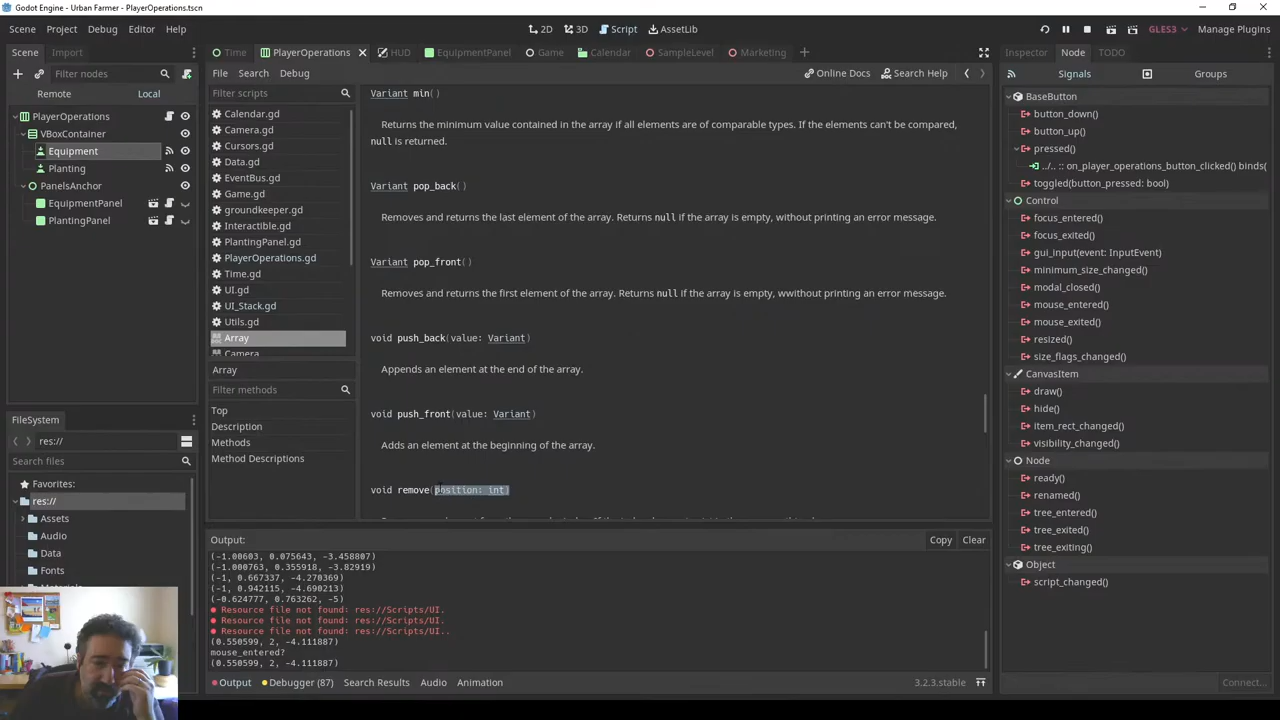 Godot Engine - Urban Farmer - PlayerOperations.tscn
Scene Project Debug Editor Help
2D 3D Script AssetLib
GLES3 Manage Plugins
Scene Import
Filter nodes
Remote Local
PlayerOperations
VBoxContainer
Equipment
Planting
PanelsAnchor
EquipmentPanel
PlantingPanel
FileSystem
res://
Search files
Favorites:
res://
Assets
Audio
Data
Fonts
Time PlayerOperations HUD EquipmentPanel Game Calendar SampleLevel Marketing
File Search Debug
Online Docs Search Help
Filter scripts
Calendar.gd
Camera.gd
Cursors.gd
Data.gd
EventBus.gd
Game.gd
groundkeeper.gd
Interactible.gd
PlantingPanel.gd
PlayerOperations.gd
Time.gd
UI.gd
UI_Stack.gd
Utils.gd
Array
Camera
Array
Filter methods
Top
Description
Methods
Method Descriptions
Variant min()
Returns the minimum value contained in the array if all elements are of comparable types. If the elements can't be compared,
null is returned.
Variant pop_back()
Removes and returns the last element of the array. Returns null if the array is empty, without printing an error message.
Variant pop_front()
Removes and returns the first element of the array. Returns null if the array is empty, wwithout printing an error message.
void push_back(value: Variant)
Appends an element at the end of the array.
void push_front(value: Variant)
Adds an element at the beginning of the array.
void remove(position: int)
Output:
Copy Clear
(-1.00603, 0.075643, -3.458807)
(-1.000763, 0.355918, -3.82919)
(-1, 0.667337, -4.270369)
(-1, 0.942115, -4.690213)
(-0.624777, 0.763262, -5)
Resource file not found: res://Scripts/UI.
Resource file not found: res://Scripts/UI.
Resource file not found: res://Scripts/UI..
(0.550599, 2, -4.111887)
mouse_entered?
(0.550599, 2, -4.111887)
Output Debugger (87) Search Results Audio Animation
3.2.3.stable
Inspector Node TODO
Signals Groups
BaseButton
button_down()
button_up()
pressed()
../.. :: on_player_operations_button_clicked() binds(
toggled(button_pressed: bool)
Control
focus_entered()
focus_exited()
gui_input(event: InputEvent)
minimum_size_changed()
modal_closed()
mouse_entered()
mouse_exited()
resized()
size_flags_changed()
CanvasItem
draw()
hide()
item_rect_changed()
visibility_changed()
Node
ready()
renamed()
tree_entered()
tree_exited()
tree_exiting()
Object
script_changed()
Connect...